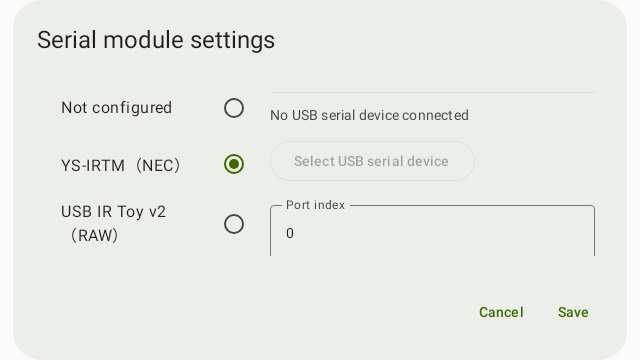 Serial module settings
Not configured
No USB serial device connected
YS-IRTM（NEC）
Select USB serial device
USB IR Toy v2
（RAW）
Port index
0
Cancel
Save